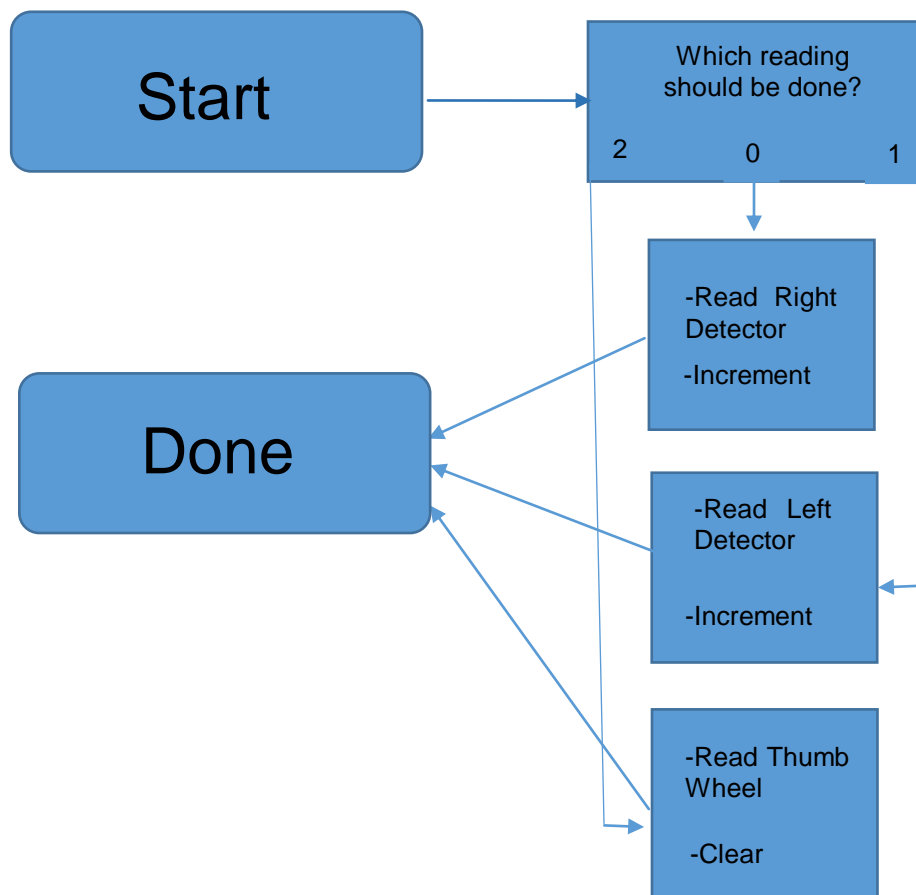 Start
Which reading
should be done?
2 0 1
-Read Right
Detector
-Increment
Done
-Read Left
Detector
-Increment
-Read Thumb
Wheel
-Clear